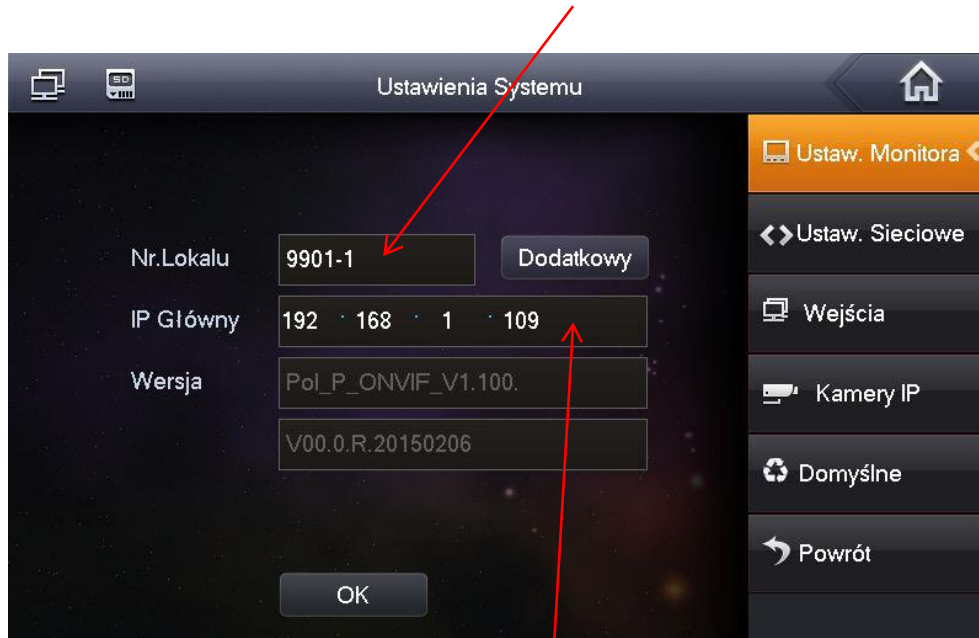 SD
Ustawienia Systemu
Ustaw. Monitora
Nr.Lokalu 9901-1 Dodatkowy
Ustaw. Sieciowe
IP Główny 192 . 168 . 1 . 109
Wejścia
Wersja Pol_P_ONVIF_V1.100.
Kamery IP
V00.0.R.20150206
Domyślne
Powrót
OK